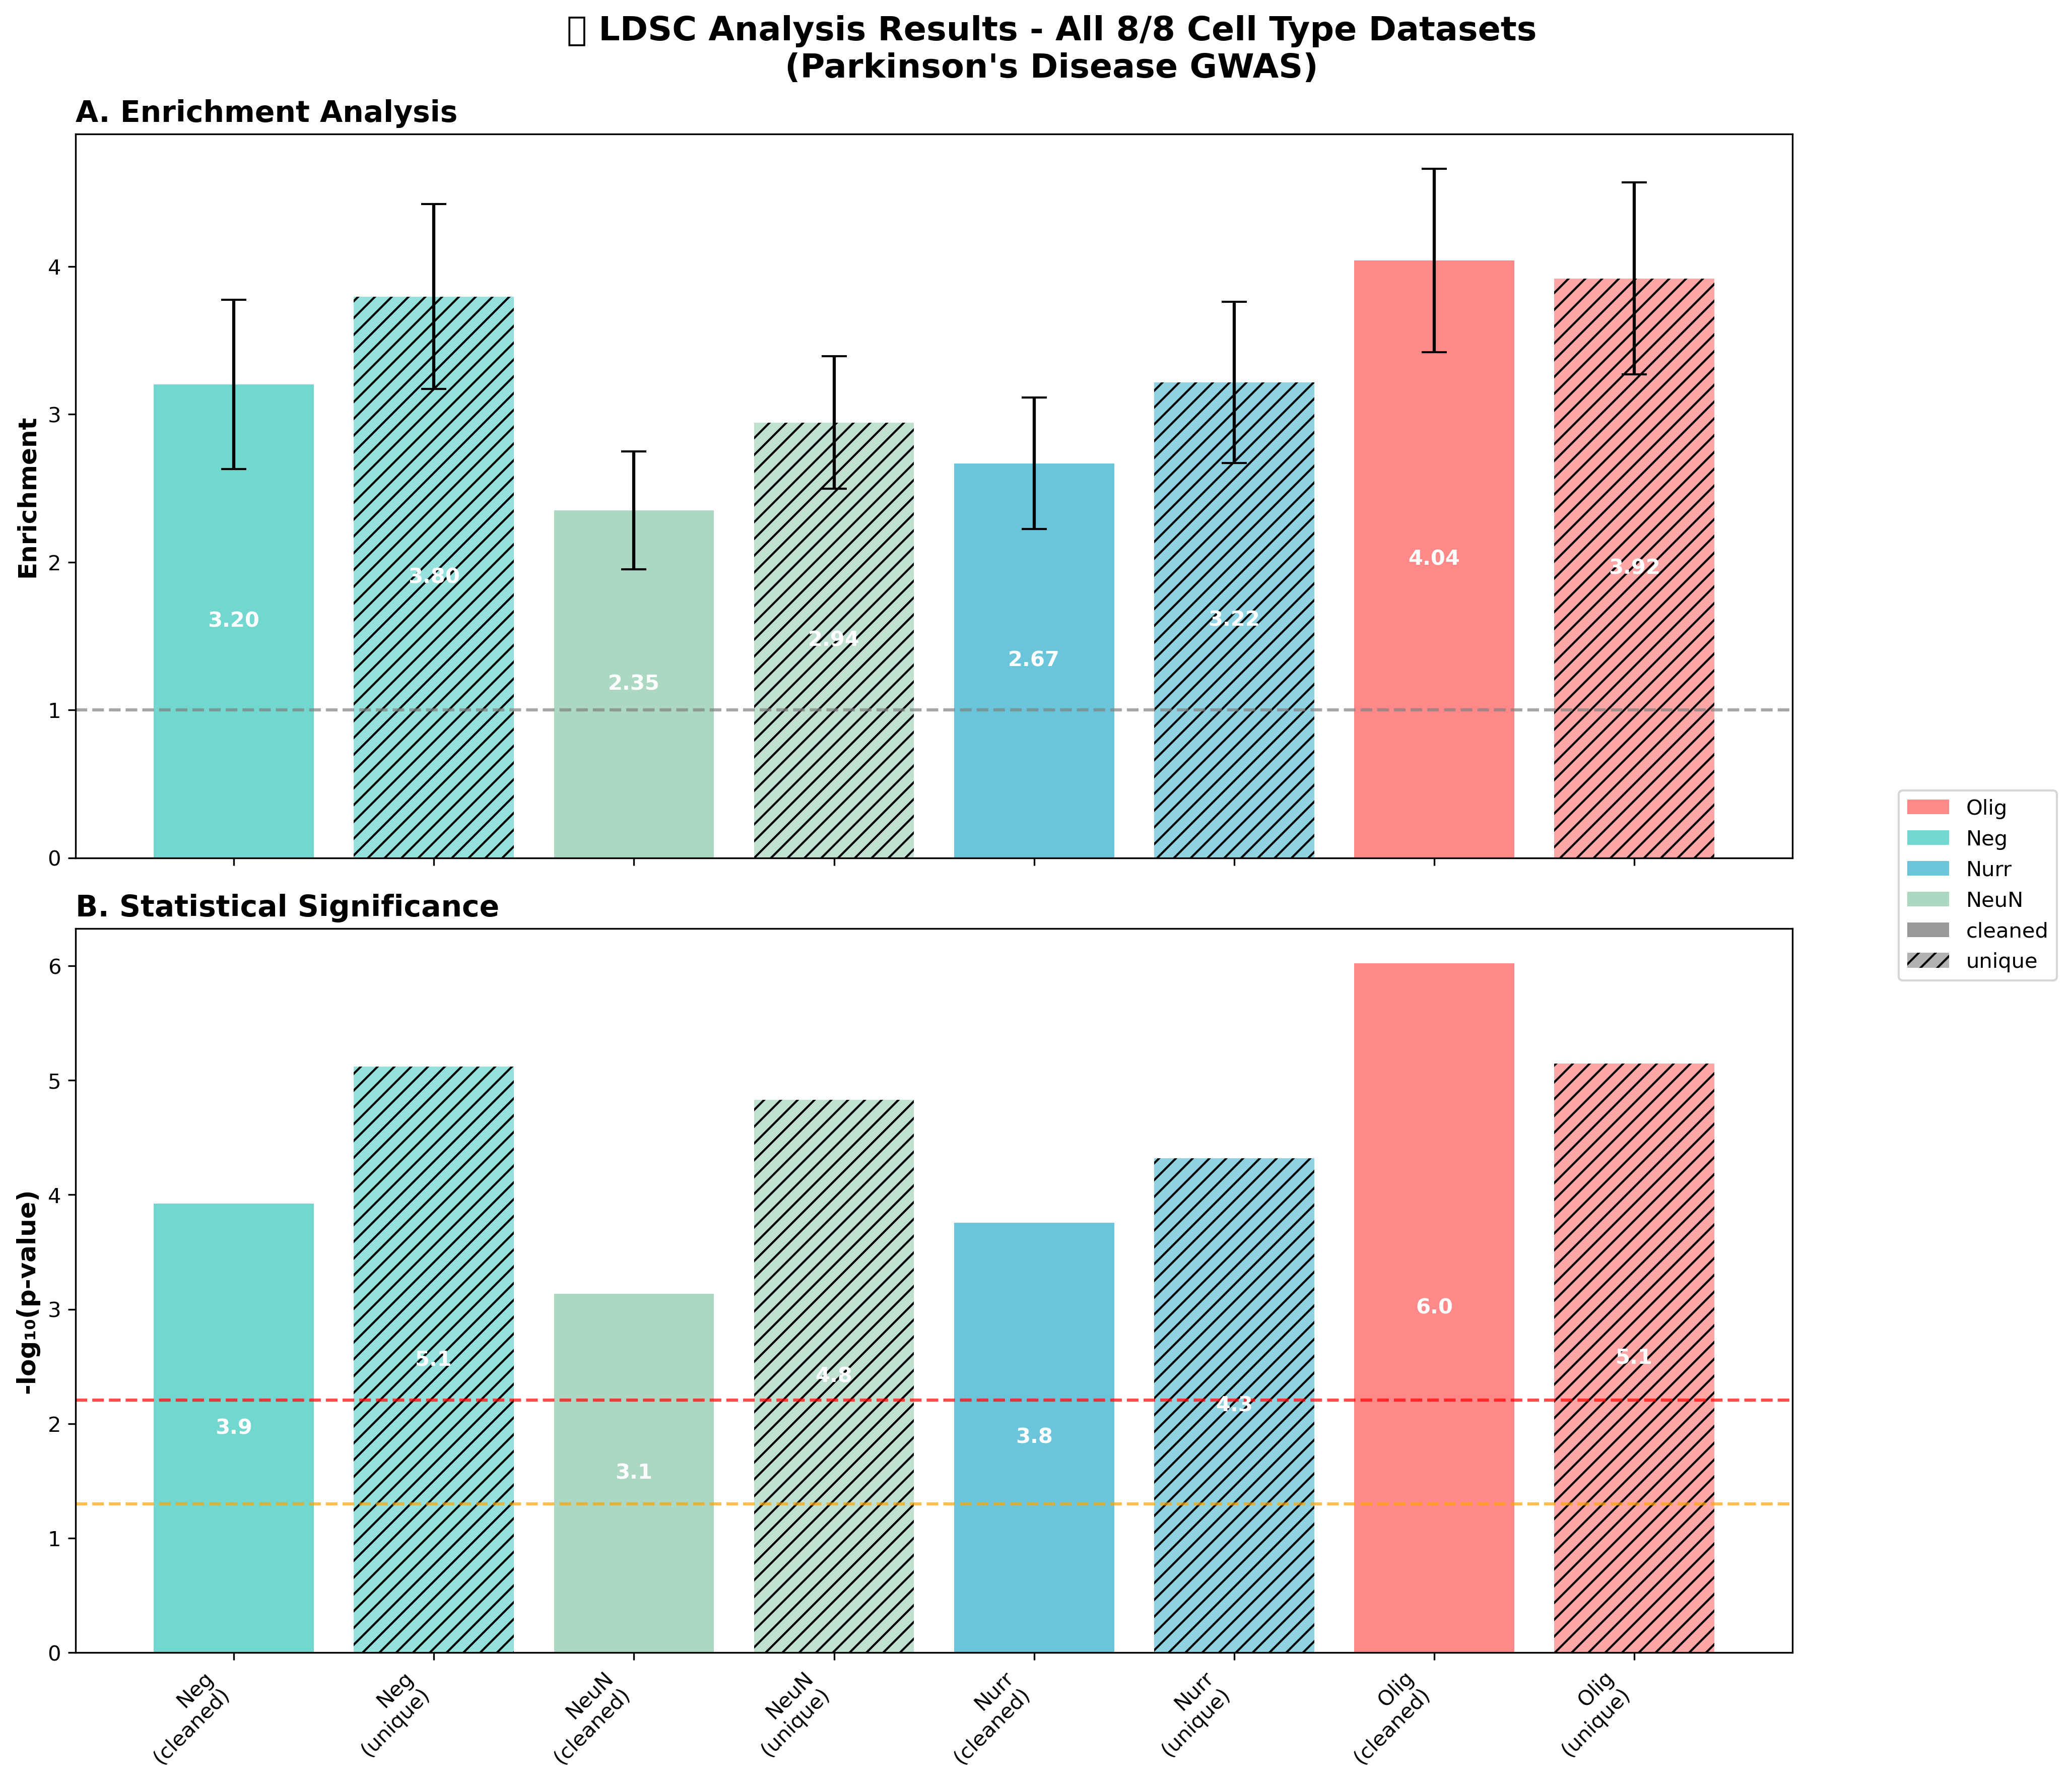 LDSC Analysis Results - All 8/8 Cell Type Datasets
(Parkinson's Disease GWAS)
A. Enrichment Analysis
Enrichment
4
3
2
1
0
3.20
3.80
2.35
2.94
2.67
3.22
4.04
3.92
Olig
Neg
Nurr
NeuN
cleaned
unique
B. Statistical Significance
-log₁₀(p-value)
6
5
4
3
2
1
0
3.9
5.1
3.1
4.8
3.8
4.3
6.0
5.1
Neg
(cleaned)
Neg
(unique)
NeuN
(cleaned)
NeuN
(unique)
Nurr
(cleaned)
Nurr
(unique)
Olig
(cleaned)
Olig
(unique)